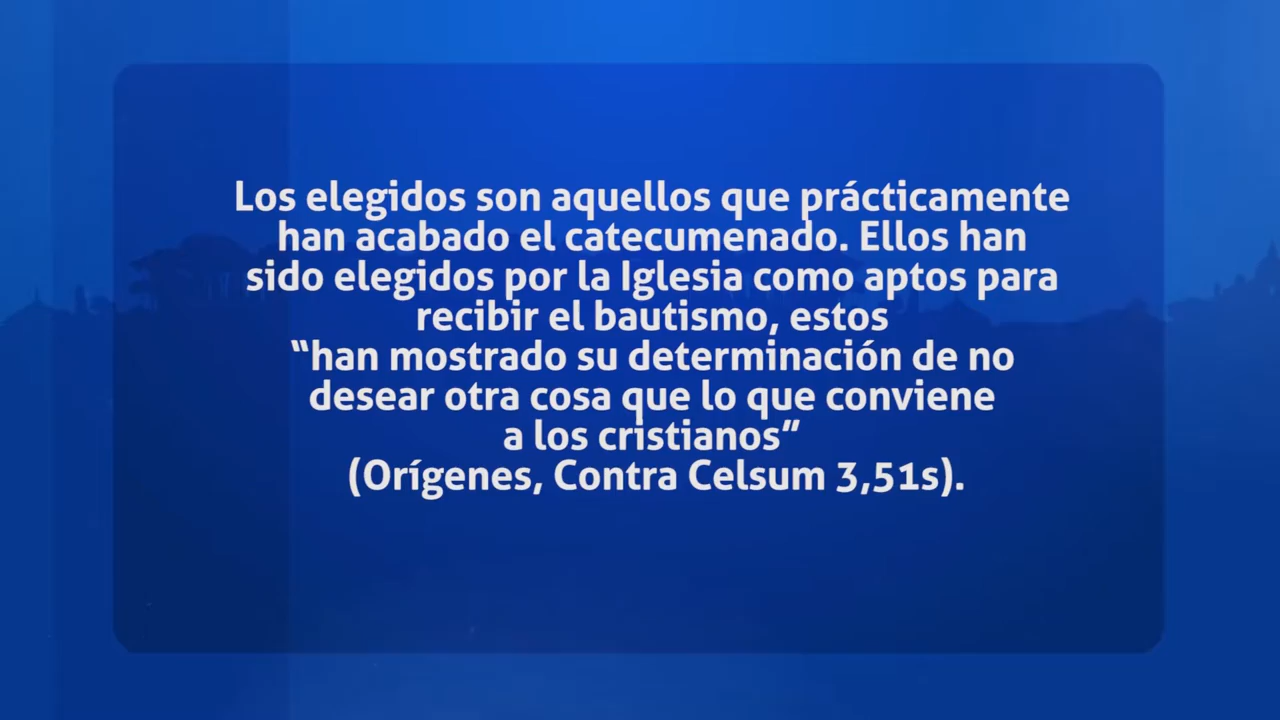 Los elegidos son aquellos que prácticamente
han acabado el catecumenado. Ellos han
sido elegidos por la Iglesia como aptos para
recibir el bautismo, estos
“han mostrado su determinación de no
desear otra cosa que lo que conviene
a los cristianos”
(Orígenes, Contra Celsum 3,51s).